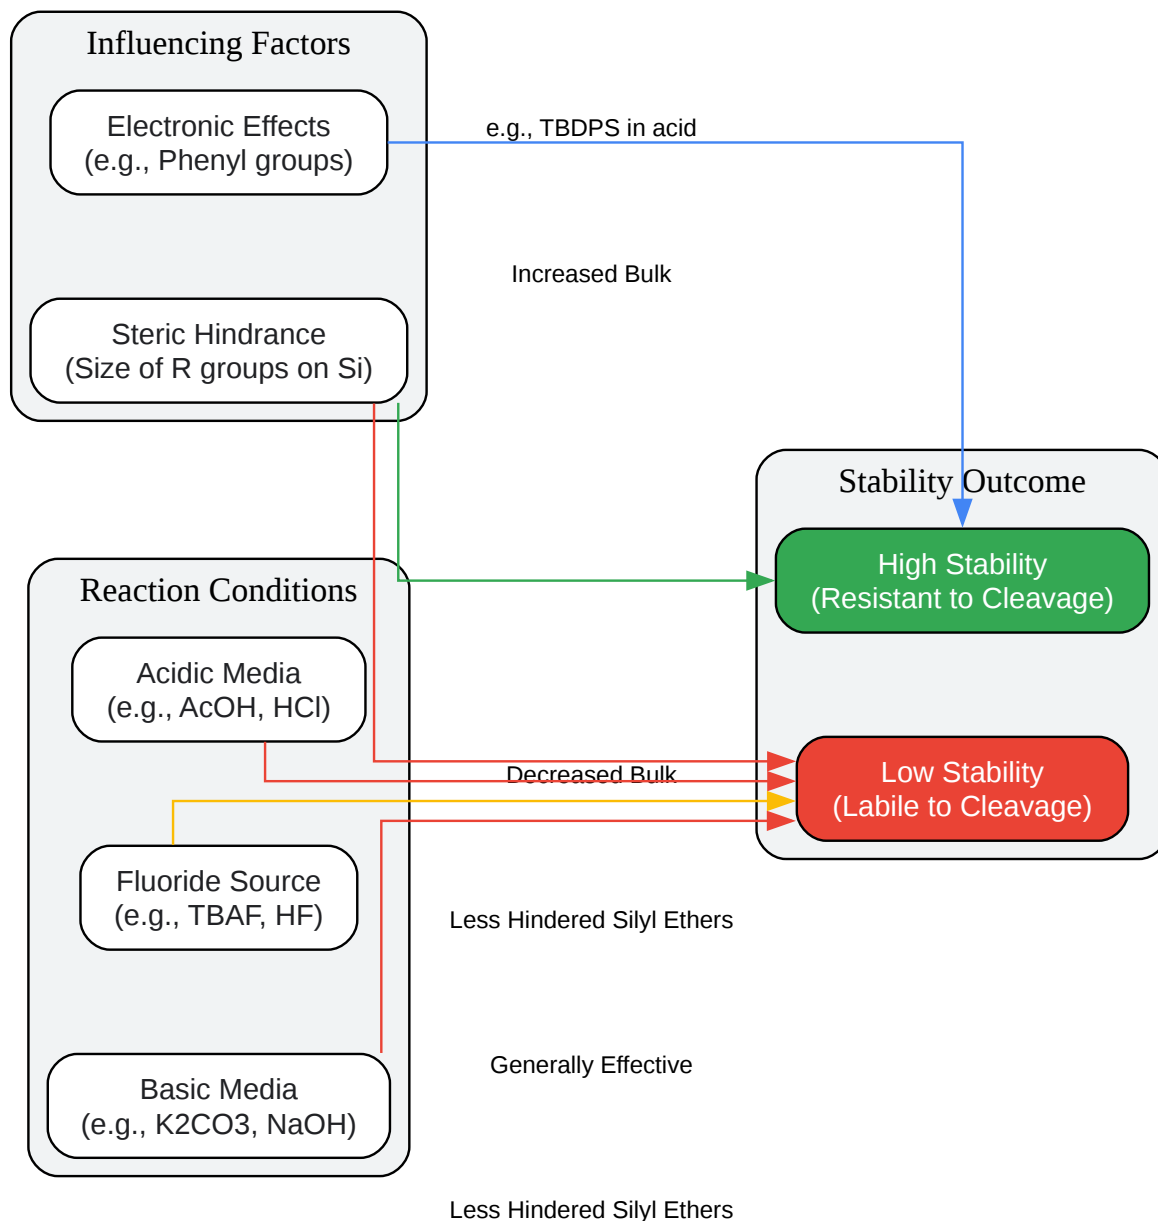 Influencing Factors
Electronic Effects
(e.g., Phenyl groups)
e.g., TBDPS in acid
Increased Bulk
Steric Hindrance
(Size of R groups on Si)
Stability Outcome
High Stability
(Resistant to Cleavage)
Reaction Conditions
Acidic Media
(e.g., AcOH, HCl)
Decreased Bulk
Low Stability
(Labile to Cleavage)
Fluoride Source
(e.g., TBAF, HF)
Less Hindered Silyl Ethers
Generally Effective
Basic Media
(e.g., K2CO3, NaOH)
Less Hindered Silyl Ethers